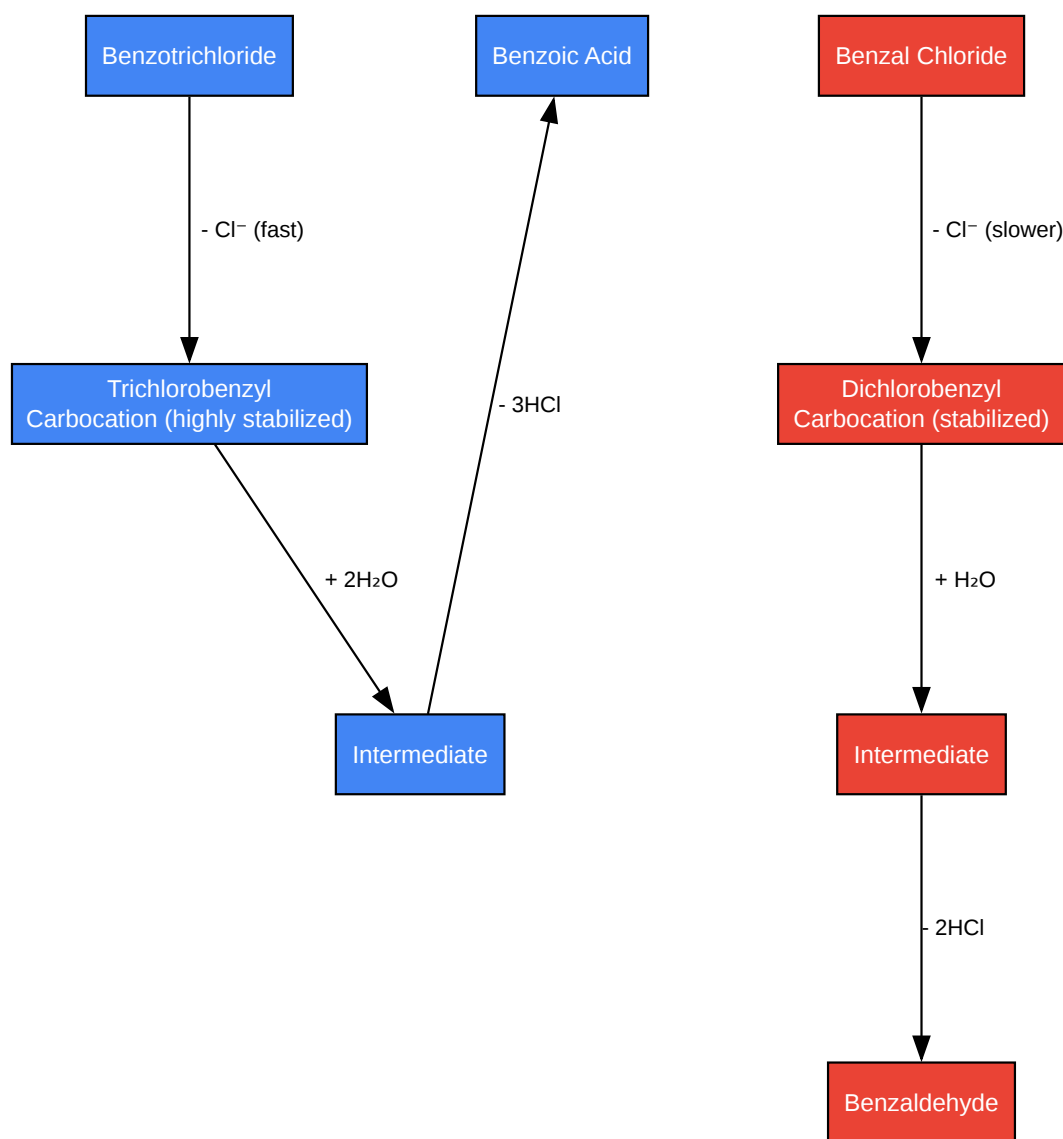 Benzotrichloride
Benzoic Acid
Benzal Chloride
- Cl⁻ (fast)
- Cl⁻ (slower)
Trichlorobenzyl
Carbocation (highly stabilized)
- 3HCl
Dichlorobenzyl
Carbocation (stabilized)
+ 2H₂O
+ H₂O
Intermediate
Intermediate
- 2HCl
Benzaldehyde